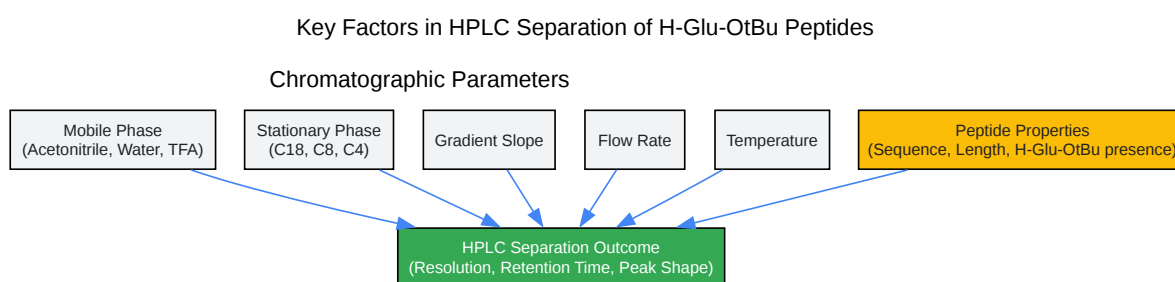 Key Factors in HPLC Separation of H-Glu-OtBu Peptides
Chromatographic Parameters
Mobile Phase
(Acetonitrile, Water, TFA)
Stationary Phase
(C18, C8, C4)
Gradient Slope
Flow Rate
Temperature
Peptide Properties
(Sequence, Length, H-Glu-OtBu presence)
HPLC Separation Outcome
(Resolution, Retention Time, Peak Shape)